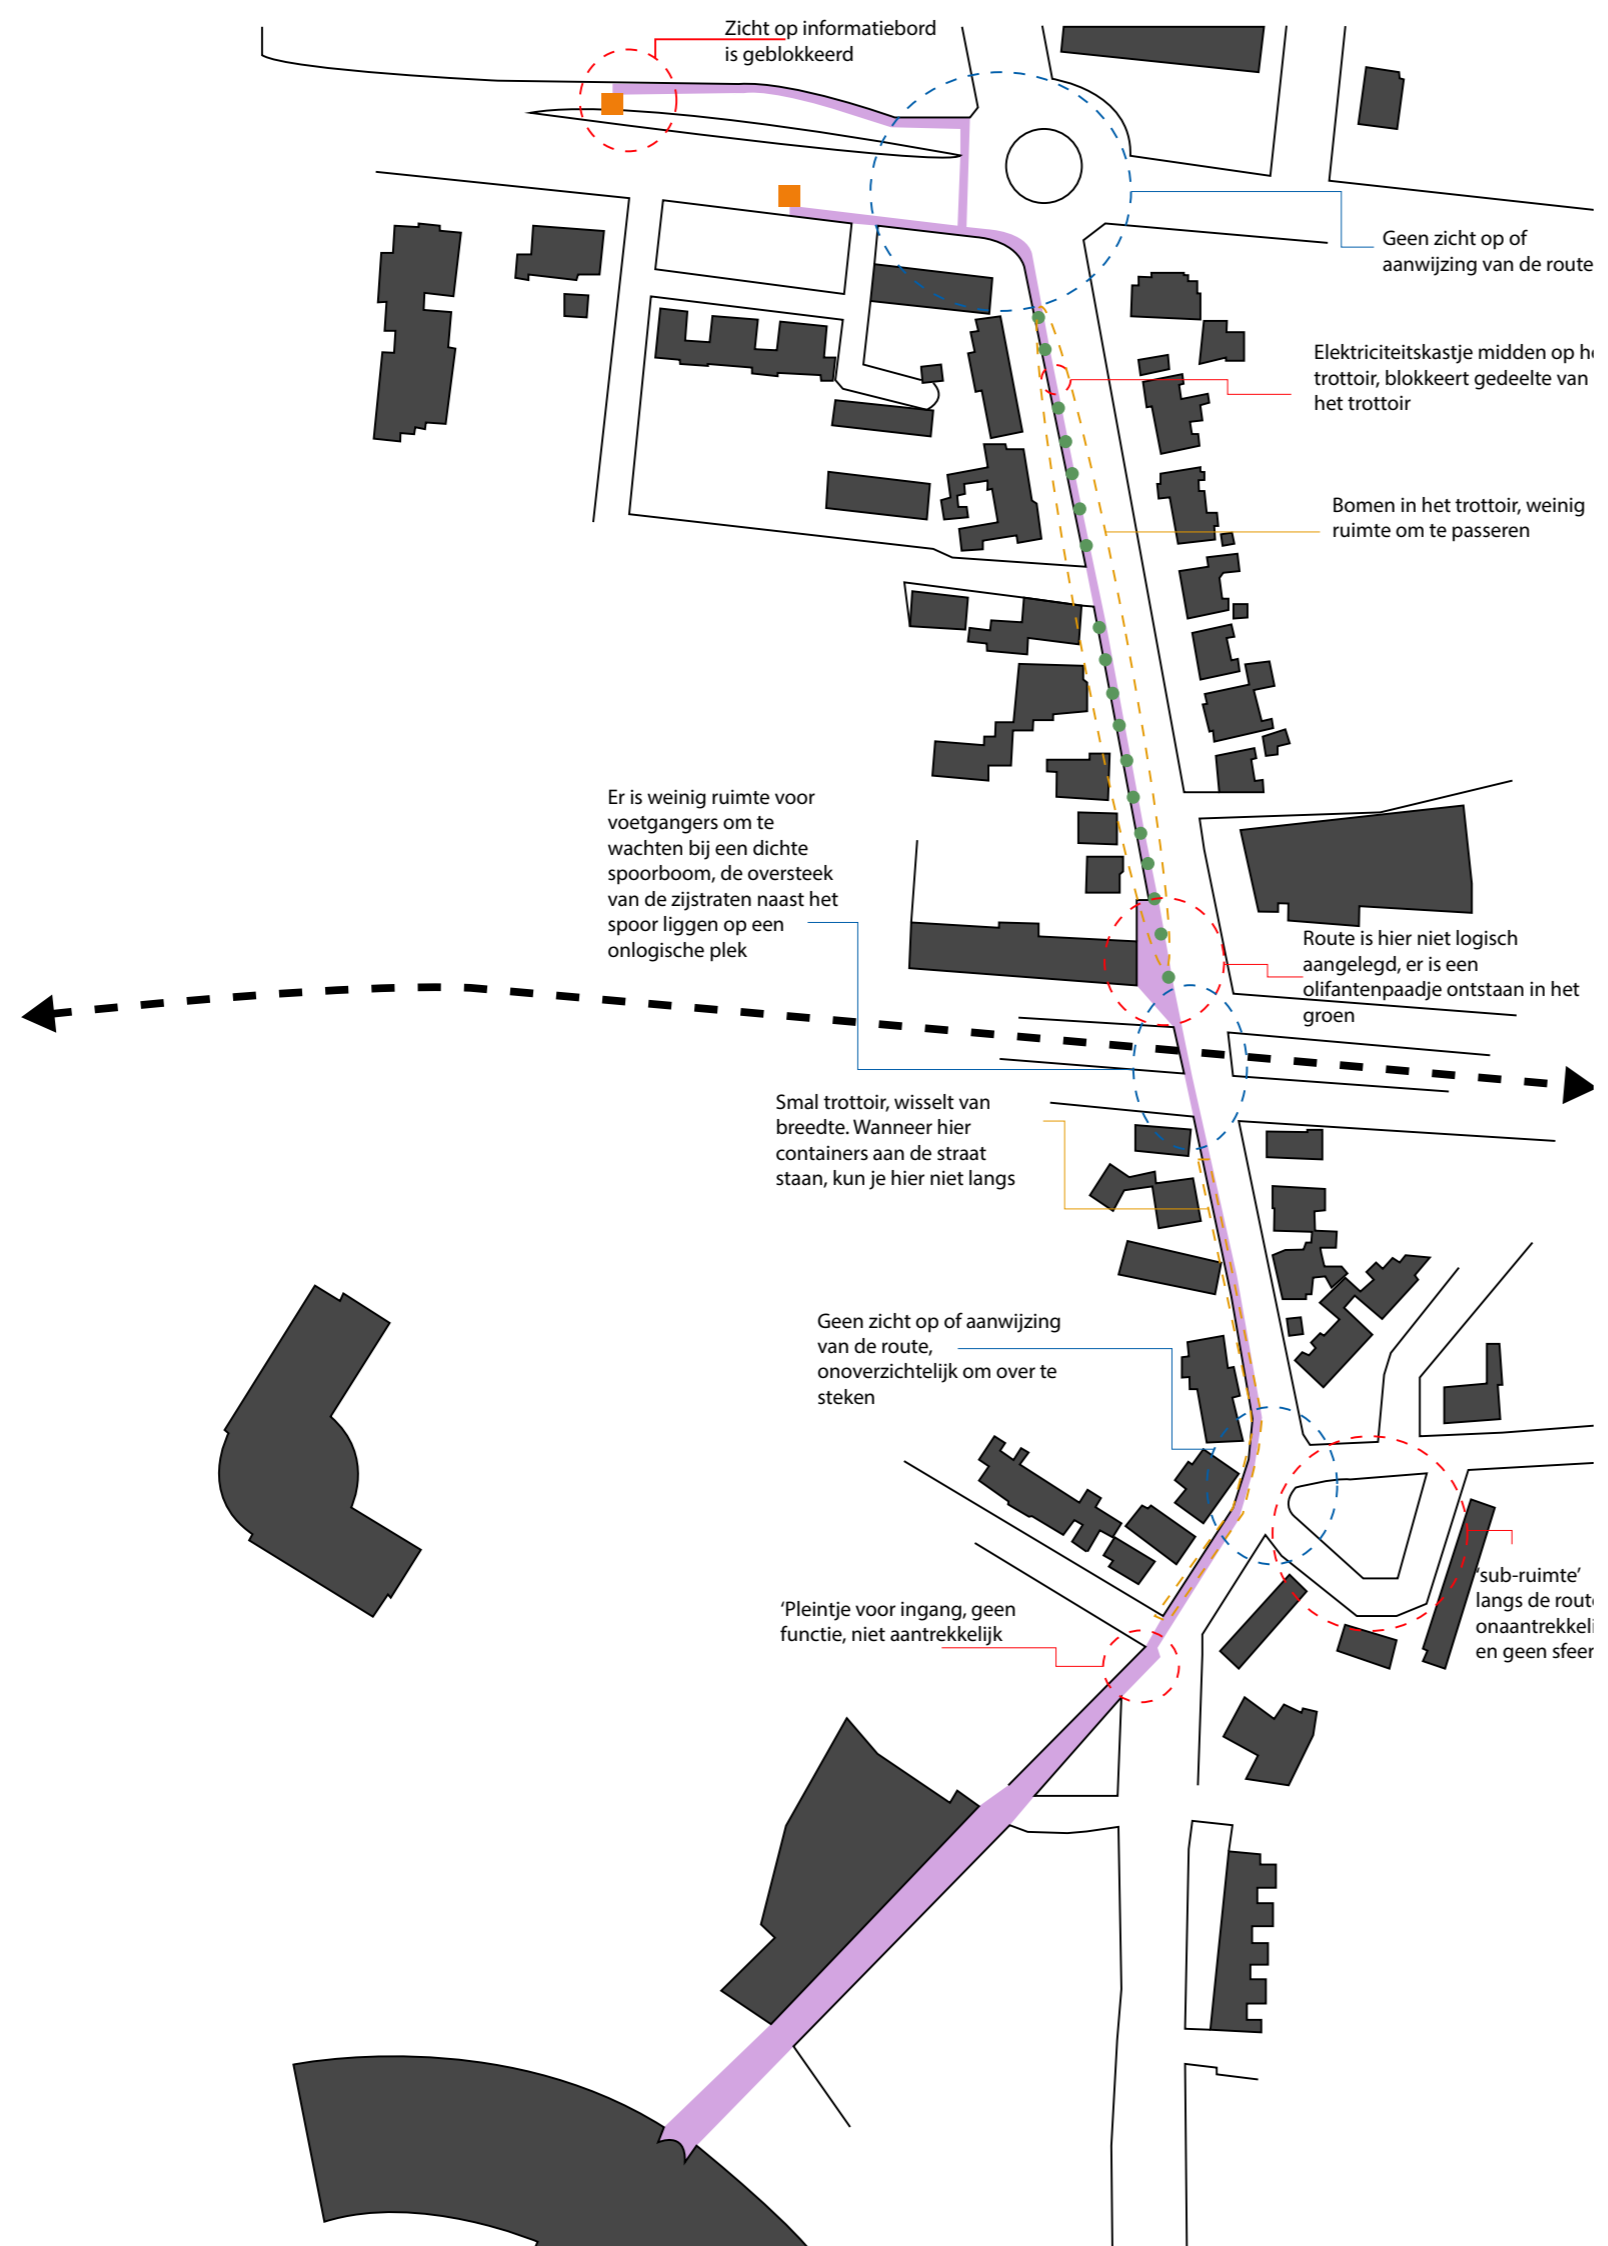 Zicht op informatiebord
is geblokkeerd
Geen zicht op of
aanwijzing van de route
Elektriciteitskastje midden op
trottoir, blokkeert gedeelte van
het trottoir
Bomen in het trottoir, weinig
ruimte om te passeren
Er is weinig ruimte voor
voetgangers om te
wachten bij een dichte
spoorboom, de oversteek
van de zijstraten naast het
spoor liggen op een
onlogische plek
Route is hier niet logisch
aangelegd, er is een
olifantenpaadje ontstaan in het
groen
Smal trottoir, wisselt van
breedte. Wanneer hier
containers aan de straat
staan, kun je hier niet langs
Geen zicht op of aanwijzing
van de route,
onoverzichtelijk om over te
steken
'sub-ruimte'
langs de
en geen sfeer
‘Pleintje voor ingang, geen
functie, niet aantrekkelijk